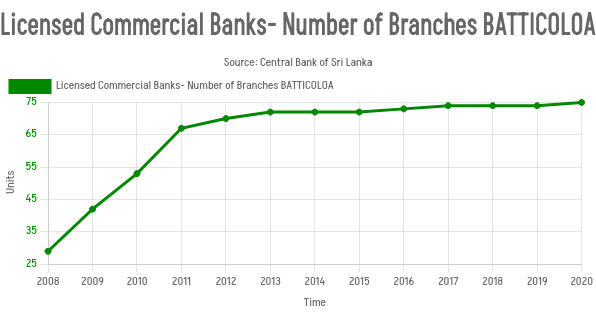 Licensed Commercial Banks- Number of Branches BATTICOLOA
Source: Central Bank of Sri Lanka
Licensed Commercial Banks- Number of Branches BATTICOLOA
75
65
55
45
35
25
Units
2008 2009 2010 2011 2012 2013 2014 2015 2016 2017 2018 2019 2020
Time